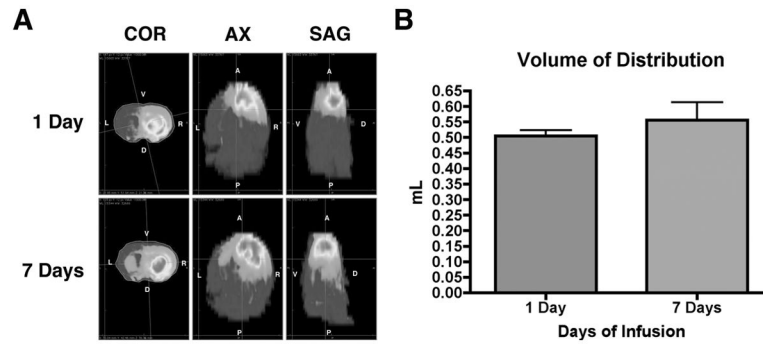 A
COR AX SAG
1 Day
V
L R
D
A
L R
P
A
V D
P
7 Days
V
L R
D
A
L R
P
A
V D
P
B
Volume of Distribution
mL
0.65
0.60
0.55
0.50
0.45
0.40
0.35
0.30
0.25
0.20
0.15
0.10
0.05
0.00
1 Day 7 Days
Days of Infusion